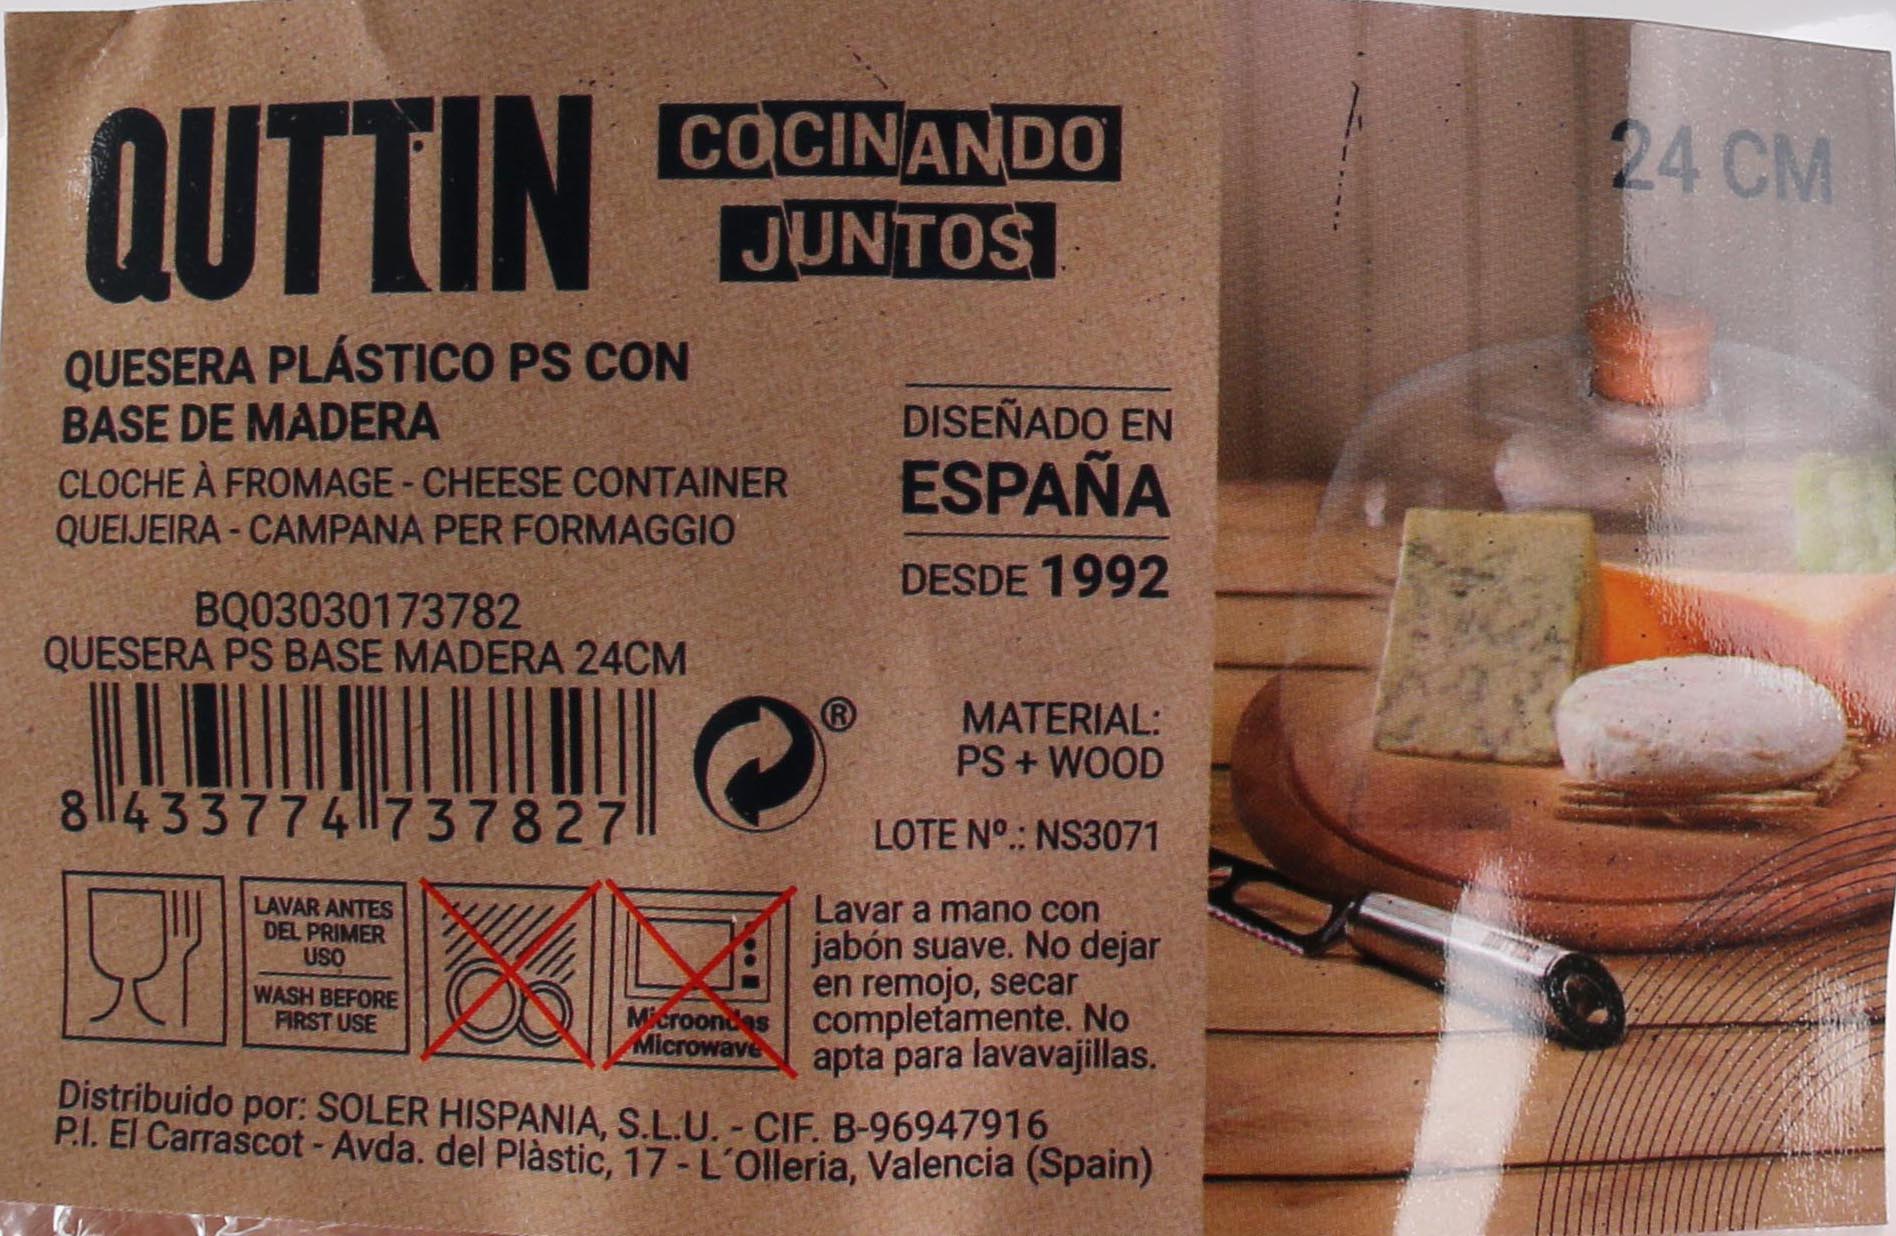 QUTTIN
COCINANDO
JUNTOS
24 CM
QUESERA PLÁSTICO PS CON
BASE DE MADERA
CLOCHE À FROMAGE - CHEESE CONTAINER
QUEIJEIRA - CAMPANA PER FORMAGGIO
DISEÑADO EN
ESPAÑA
DESDE 1992
BQ03030173782
QUESERA PS BASE MADERA 24CM
8 433774 737827
®
MATERIAL:
PS + WOOD
LOTE Nº.: NS3071
LAVAR ANTES
DEL PRIMER
USO
WASH BEFORE
FIRST USE
Microondas
Microwave
Lavar a mano con
jabón suave. No dejar
en remojo, secar
completamente. No
apta para lavavajillas.
Distribuido por: SOLER HISPANIA, S.L.U. - CIF. B-96947916
P.I. El Carrascot - Avda. del Plàstic, 17 - L´Olleria, Valencia (Spain)